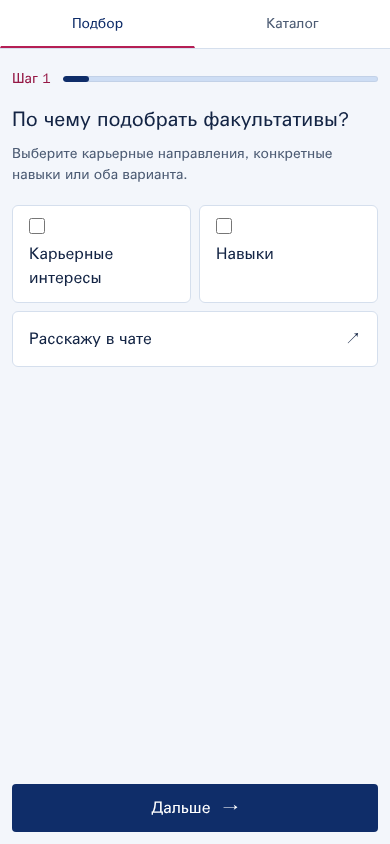 Подбор
Каталог
Шаг 1
По чему подобрать факультативы?
Выберите карьерные направления, конкретные
навыки или оба варианта.
Карьерные
интересы
Навыки
Расскажу в чате ↗
Дальше →